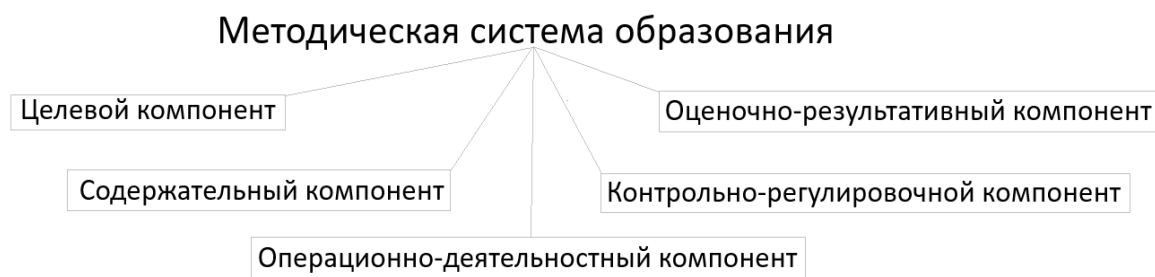 Методическая система образования
Целевой компонент
Оценочно-результативный компонент
Содержательный компонент
Контрольно-регулировочной компонент
Операционно-деятельностный компонент